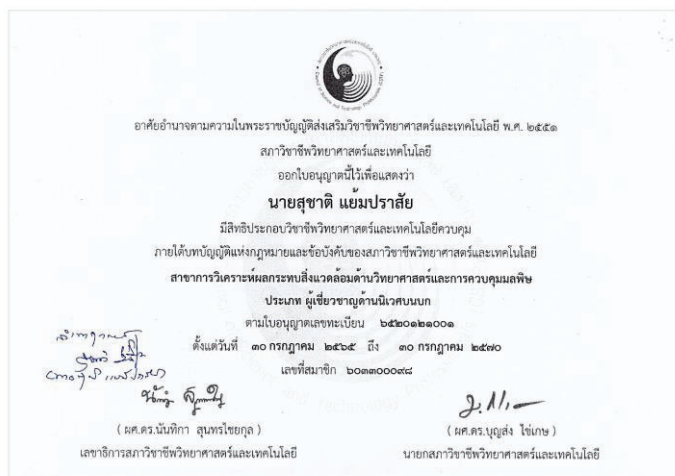 อาศัยอำนาจตามความในพระราชบัญญัติส่งเสริมวิชาชีพวิทยาศาสตร์และเทคโนโลยี พ.ศ. ๒๕๕๑
สภาวิชาชีพวิทยาศาสตร์และเทคโนโลยี
ออกใบอนุญาตนี้ไว้เพื่อแสดงว่า
นายสุชาติ แย้มปราสัย
มีสิทธิประกอบวิชาชีพวิทยาศาสตร์และเทคโนโลยีควบคุม
ภายใต้บทบัญญัติแห่งกฎหมายและข้อบังคับของสภาวิชาชีพวิทยาศาสตร์และเทคโนโลยี
สาขาการวิเคราะห์ผลกระทบสิ่งแวดล้อมด้านวิทยาศาสตร์และการควบคุมมลพิษ
ประเภท ผู้เชี่ยวชาญด้านนิเวศบนบก
ตามใบอนุญาตเลขทะเบียน ๖๕๒๐๑๒๑๐๐๑
ตั้งแต่วันที่ ๓๐ กรกฎาคม ๒๕๖๕ ถึง ๓๐ กรกฎาคม ๒๕๗๐
เลขที่สมาชิก ๖๐๓๓๐๐๐๙๘
( ผศ.ดร.นันทิกา สุนทรไชยกุล ) ( ผศ.ดร.บุญส่ง ไข่เกษ )
เลขาธิการสภาวิชาชีพวิทยาศาสตร์และเทคโนโลยี นายกสภาวิชาชีพวิทยาศาสตร์และเทคโนโลยี